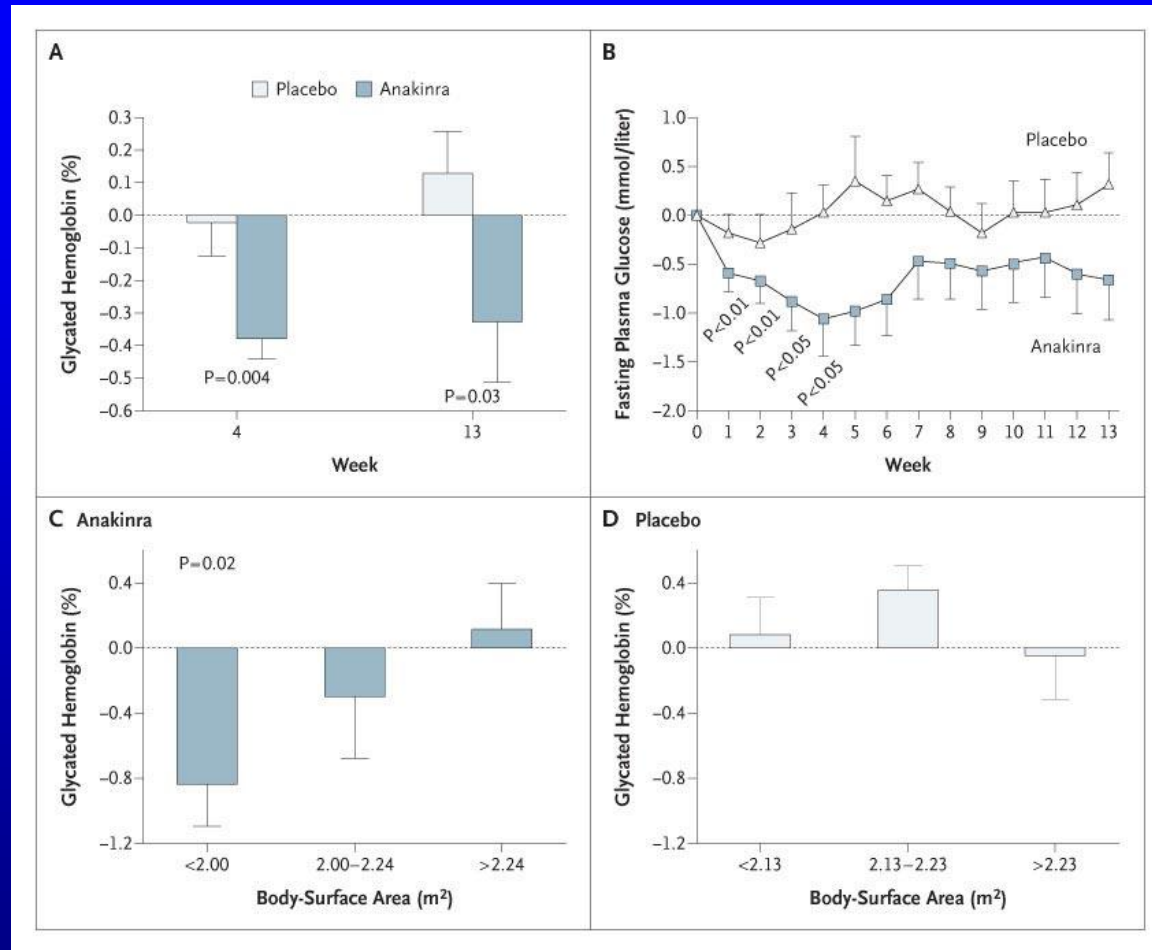 A
Placebo Anakinra
Glycated Hemoglobin (%)
0.3
0.2
0.1
0.0
−0.1
−0.2
−0.3
−0.4
−0.5
−0.6
P=0.004
P=0.03
4 13
Week
B
Fasting Plasma Glucose (mmol/liter)
1.0
0.5
0.0
−0.5
−1.0
−1.5
−2.0
Placebo
Anakinra
P<0.01
P<0.01
P<0.05
P<0.05
0 1 2 3 4 5 6 7 8 9 10 11 12 13
Week
C Anakinra
P=0.02
Glycated Hemoglobin (%)
0.4
0.0
−0.4
−0.8
−1.2
<2.00 2.00–2.24 >2.24
Body-Surface Area (m²)
D Placebo
Glycated Hemoglobin (%)
0.4
0.0
−0.4
−0.8
−1.2
<2.13 2.13–2.23 >2.23
Body-Surface Area (m²)